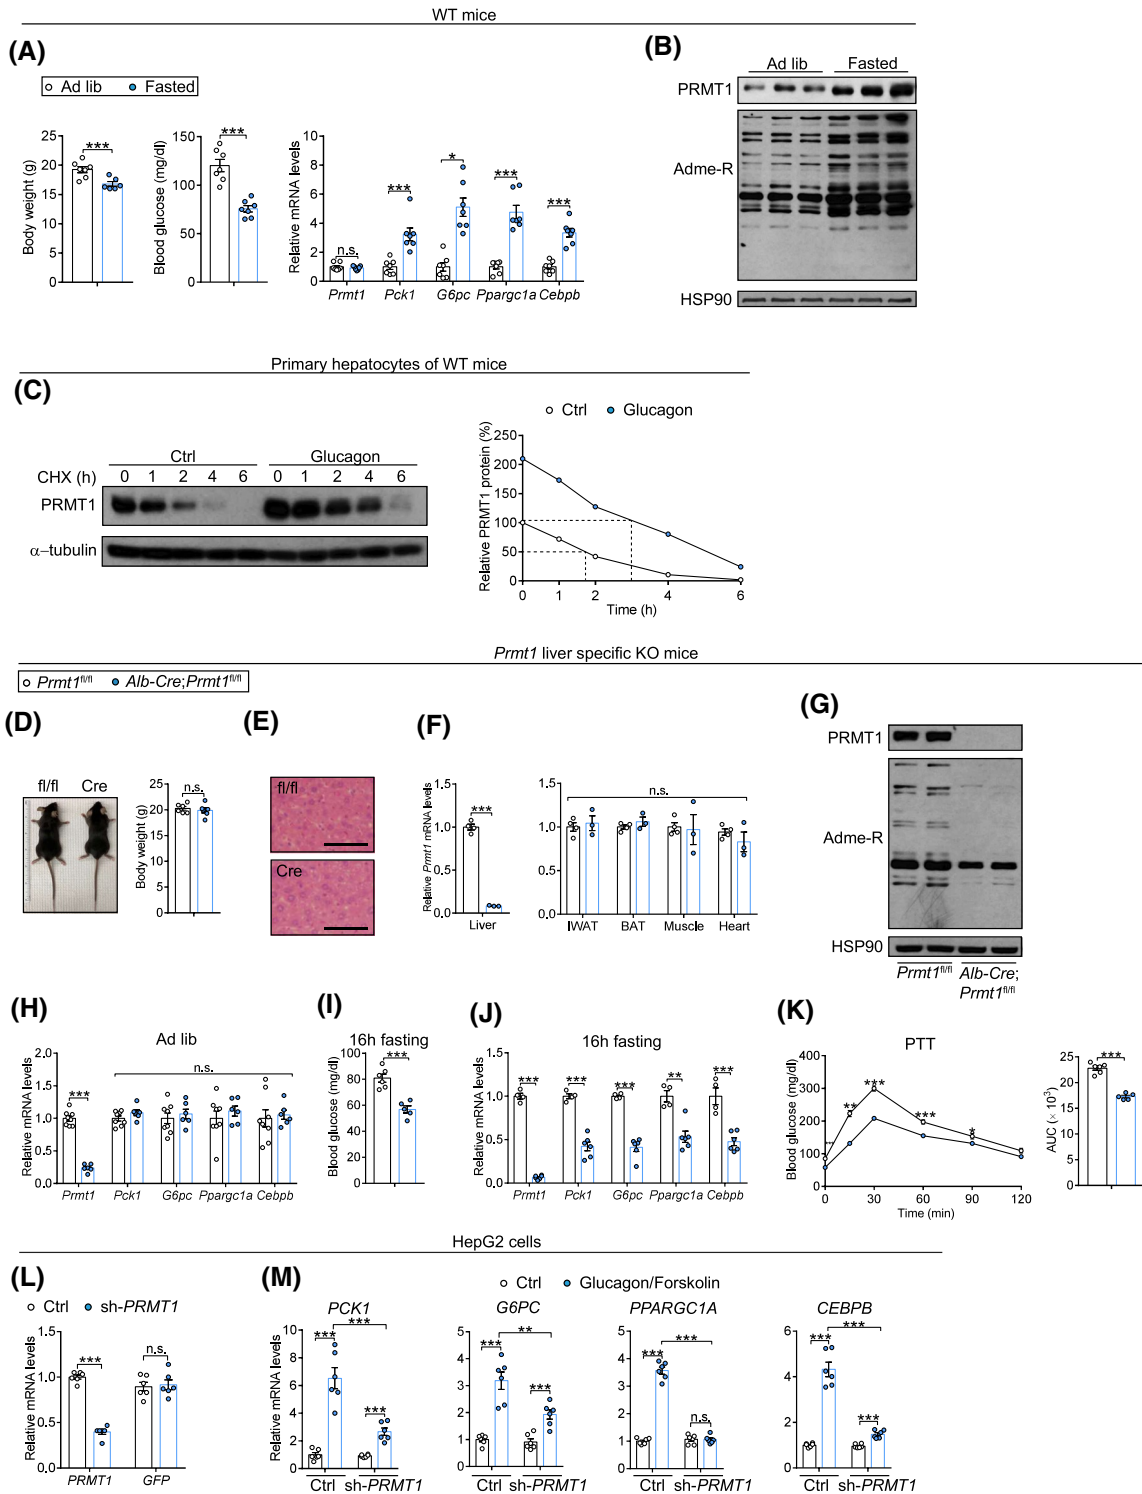 WT mice
(A)
Ad lib Fasted
Body weight (g)
25
20
15
10
5
0
***
Blood glucose (mg/dl)
150
100
50
0
***
Relative mRNA levels
10
8
6
4
2
0
n.s. *** * *** ***
Prmt1 Pck1 G6pc Ppargc1a Cebpb
(B)
Ad lib Fasted
PRMT1
Adme-R
HSP90
Primary hepatocytes of WT mice
(C)
Ctrl Glucagon
CHX (h) 0 1 2 4 6 0 1 2 4 6
PRMT1
α−tubulin
Ctrl Glucagon
Relative PRMT1 protein (%)
250
200
150
100
50
0
0 1 2 4 6
Time (h)
Prmt1 liver specific KO mice
Prmt1fl/fl Alb-Cre;Prmt1fl/fl
(D)
fl/fl Cre
Body weight (g)
25
20
15
10
5
0
n.s.
(E)
fl/fl
Cre
(F)
Relative Prmt1 mRNA levels
1.5
1.0
0.5
0.0
***
Liver
1.5
1.0
0.5
0.0
n.s.
IWAT BAT Muscle Heart
(G)
PRMT1
Adme-R
HSP90
Prmt1fl/fl Alb-Cre;
Prmt1fl/fl
(H)
Ad lib
Relative mRNA levels
2.0
1.5
1.0
0.5
0.0
*** n.s.
Prmt1 Pck1 G6pc Ppargc1a Cebpb
(I)
16h fasting
Blood glucose (mg/dl)
100
80
60
40
20
0
***
(J)
16h fasting
Relative mRNA levels
1.5
1.0
0.5
0.0
*** *** *** ** ***
Prmt1 Pck1 G6pc Ppargc1a Cebpb
(K)
PTT
Blood glucose (mg/dl)
400
300
200
100
0
*** ** *** *** *
0 30 60 90 120
Time (min)
AUC (× 10³)
25
20
15
10
5
0
***
HepG2 cells
(L)
Ctrl sh-PRMT1
Relative mRNA levels
1.5
1.0
0.5
0.0
*** n.s.
PRMT1 GFP
(M)
Ctrl Glucagon/Forskolin
Relative mRNA levels
PCK1
10
8
6
4
2
0
*** *** ***
Ctrl sh-PRMT1
G6PC
5
4
3
2
1
0
*** ** ***
Ctrl sh-PRMT1
PPARGC1A
5
4
3
2
1
0
*** *** n.s.
Ctrl sh-PRMT1
CEBPB
6
4
2
0
*** *** ***
Ctrl sh-PRMT1